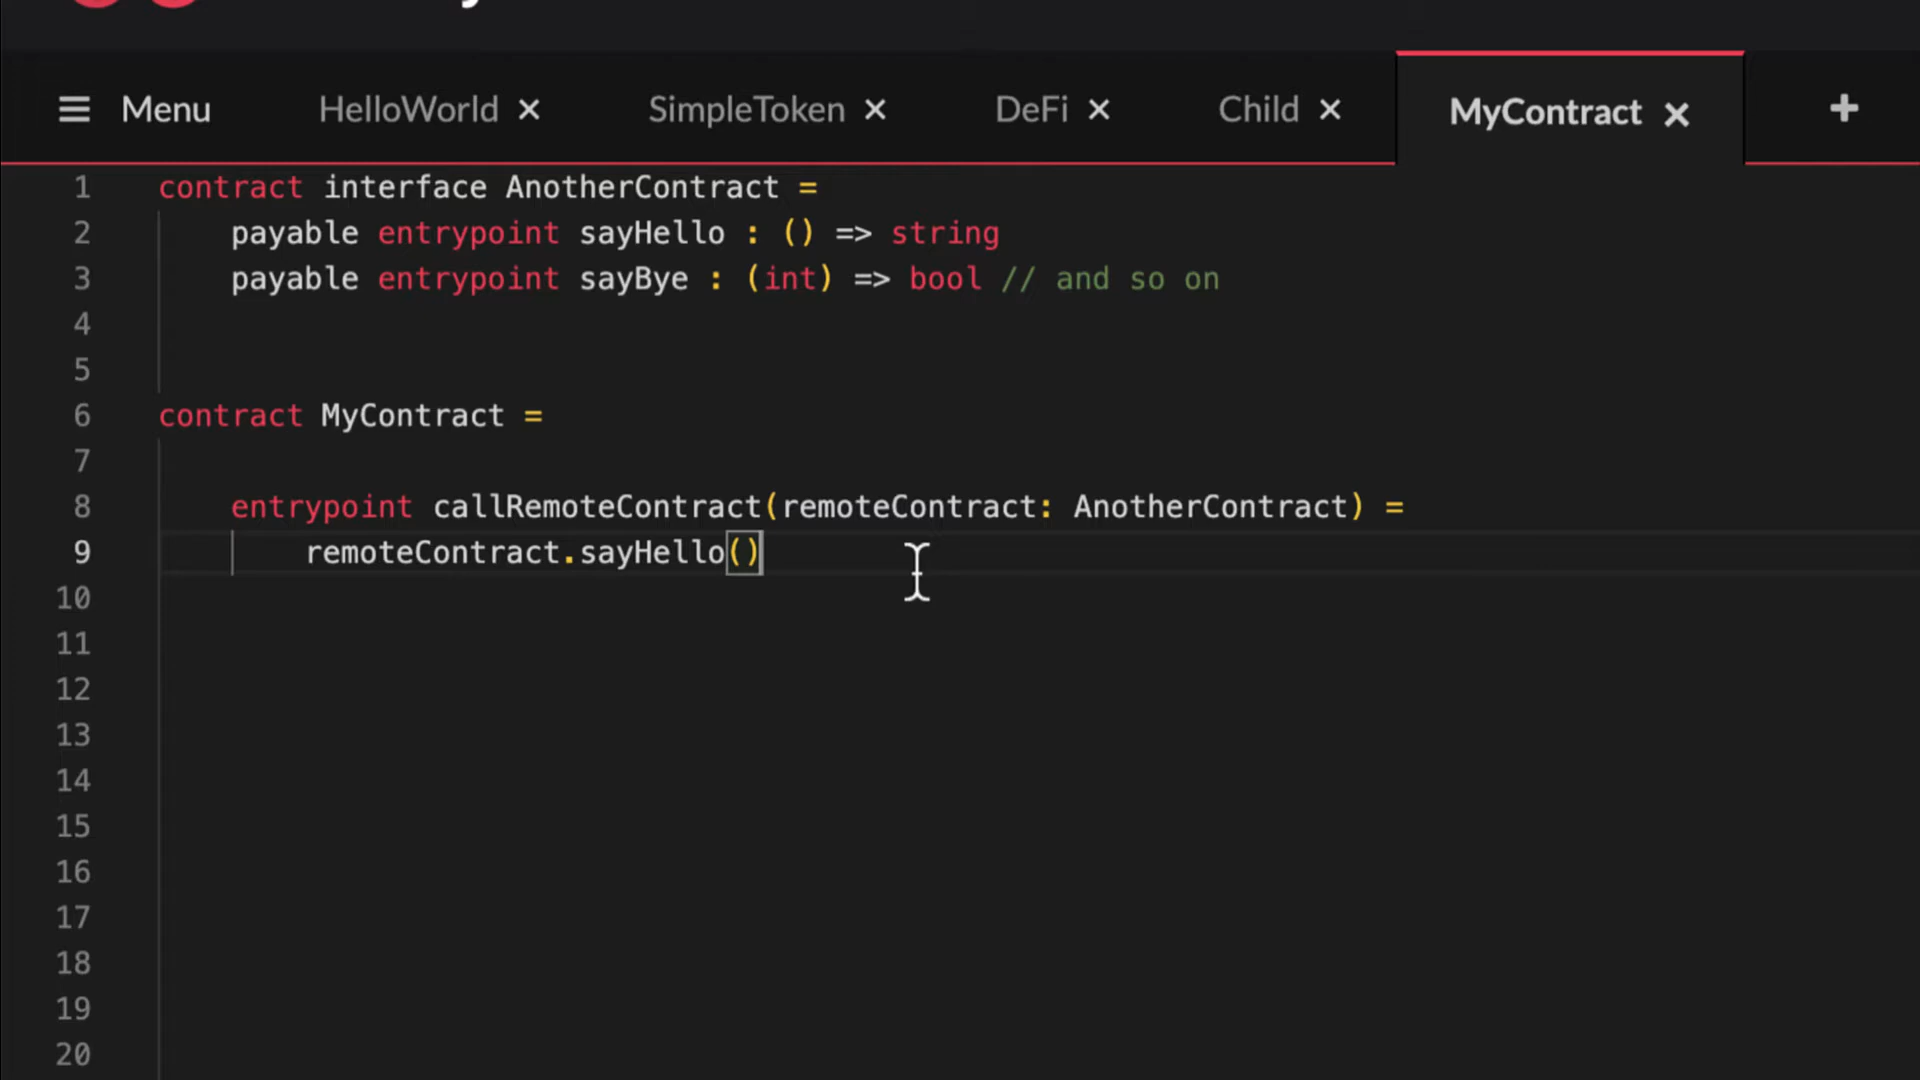 Menu HelloWorld SimpleToken DeFi Child MyContract
1 contract interface AnotherContract =
2 payable entrypoint sayHello : () => string
3 payable entrypoint sayBye : (int) => bool // and so on
4
5
6 contract MyContract =
7
8 entrypoint callRemoteContract(remoteContract: AnotherContract) =
9 remoteContract.sayHello()
10
11
12
13
14
15
16
17
18
19
20